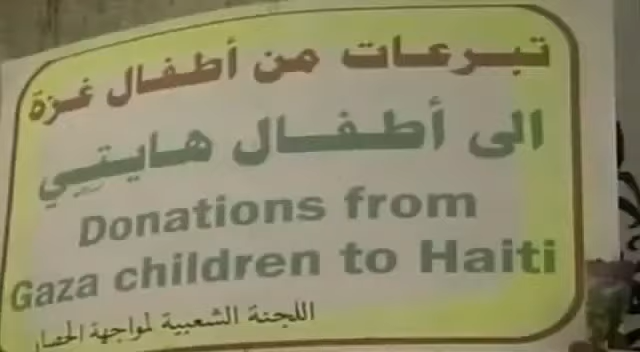 تبرعات من أطفال غزة
الى أطفال هايتي
Donations from
Gaza children to Haiti
اللجنة الشعبية لمواجهة الحصار